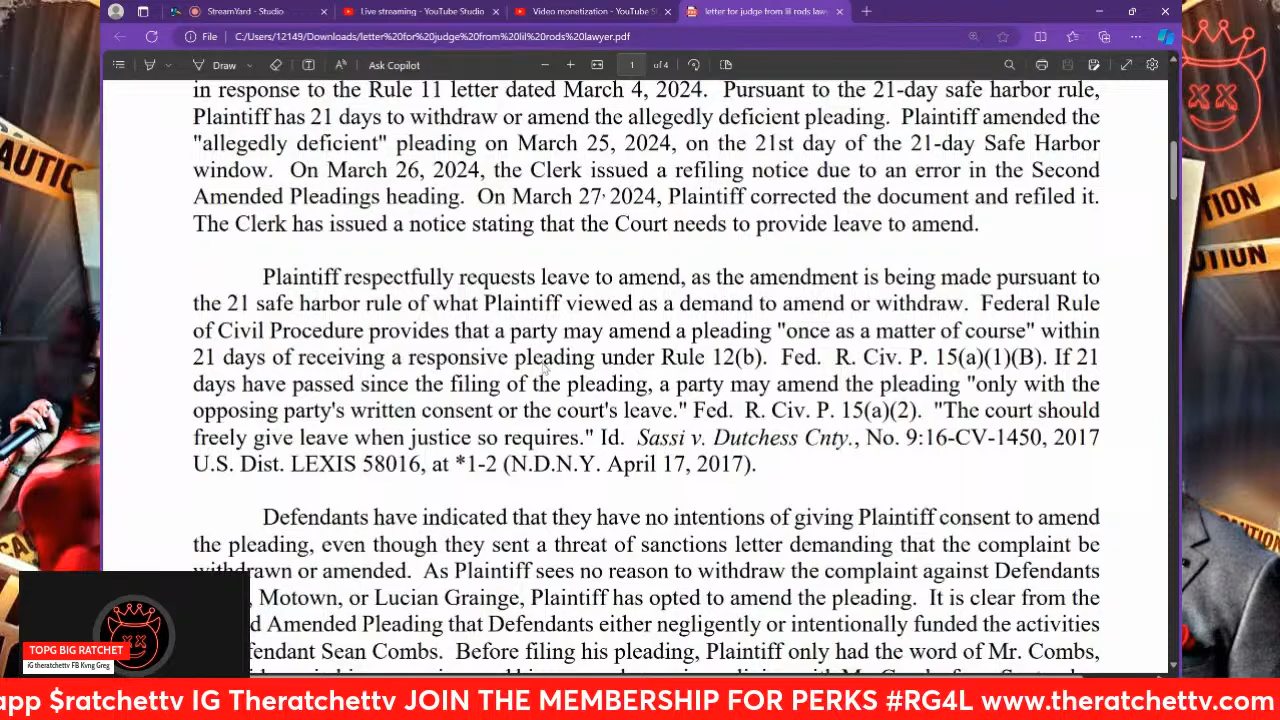 StreamYard - Studio
Live streaming - YouTube Studio
Video monetization - YouTube S
letter for judge from lil rods law
File
C:/Users/12149/Downloads/letter%20for%20judge%20from%20lil%20rods%20lawyer.pdf
Draw
Ask Copilot
1 of 4
in response to the Rule 11 letter dated March 4, 2024. Pursuant to the 21-day safe harbor rule,
Plaintiff has 21 days to withdraw or amend the allegedly deficient pleading. Plaintiff amended the
"allegedly deficient" pleading on March 25, 2024, on the 21st day of the 21-day Safe Harbor
window. On March 26, 2024, the Clerk issued a refiling notice due to an error in the Second
Amended Pleadings heading. On March 27, 2024, Plaintiff corrected the document and refiled it.
The Clerk has issued a notice stating that the Court needs to provide leave to amend.
Plaintiff respectfully requests leave to amend, as the amendment is being made pursuant to
the 21 safe harbor rule of what Plaintiff viewed as a demand to amend or withdraw. Federal Rule
of Civil Procedure provides that a party may amend a pleading "once as a matter of course" within
21 days of receiving a responsive pleading under Rule 12(b). Fed. R. Civ. P. 15(a)(1)(B). If 21
days have passed since the filing of the pleading, a party may amend the pleading "only with the
opposing party's written consent or the court's leave." Fed. R. Civ. P. 15(a)(2). "The court should
freely give leave when justice so requires." Id. Sassi v. Dutchess Cnty., No. 9:16-CV-1450, 2017
U.S. Dist. LEXIS 58016, at *1-2 (N.D.N.Y. April 17, 2017).
Defendants have indicated that they have no intentions of giving Plaintiff consent to amend
the pleading, even though they sent a threat of sanctions letter demanding that the complaint be
withdrawn or amended. As Plaintiff sees no reason to withdraw the complaint against Defendants
, Motown, or Lucian Grainge, Plaintiff has opted to amend the pleading. It is clear from the
d Amended Pleading that Defendants either negligently or intentionally funded the activities
efendant Sean Combs. Before filing his pleading, Plaintiff only had the word of Mr. Combs,
TOPG BIG RATCHET
iG theratchettv FB Kvng Greg
app $ratchettv IG Theratchettv JOIN THE MEMBERSHIP FOR PERKS #RG4L www.theratchettv.com
CAUTION
TION
UTION